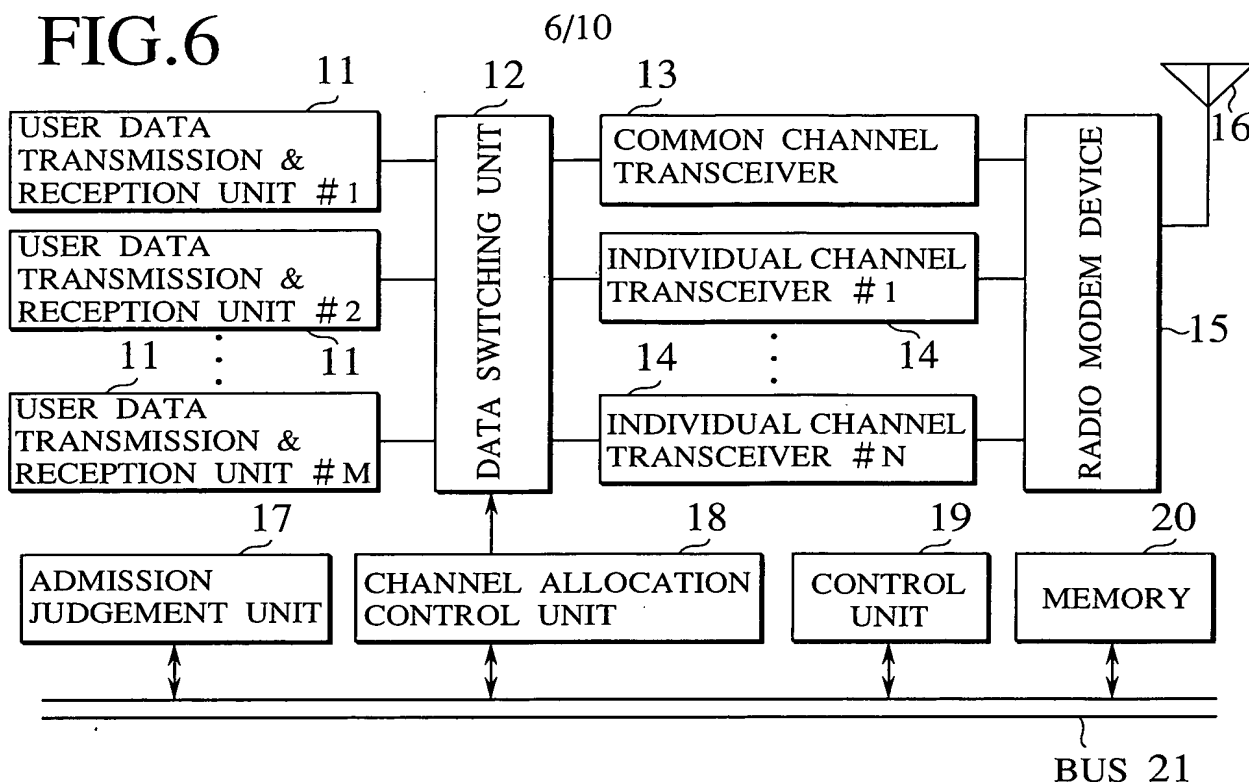 FIG.6
6/10
11
USER DATA
TRANSMISSION &
RECEPTION UNIT #1
USER DATA
TRANSMISSION &
RECEPTION UNIT #2
11
11
USER DATA
TRANSMISSION &
RECEPTION UNIT #M
12
DATA SWITCHING UNIT
13
COMMON CHANNEL
TRANSCEIVER
INDIVIDUAL CHANNEL
TRANSCEIVER #1
14
14
INDIVIDUAL CHANNEL
TRANSCEIVER #N
RADIO MODEM DEVICE
15
16
17
ADMISSION
JUDGEMENT UNIT
18
CHANNEL ALLOCATION
CONTROL UNIT
19
CONTROL
UNIT
20
MEMORY
BUS 21